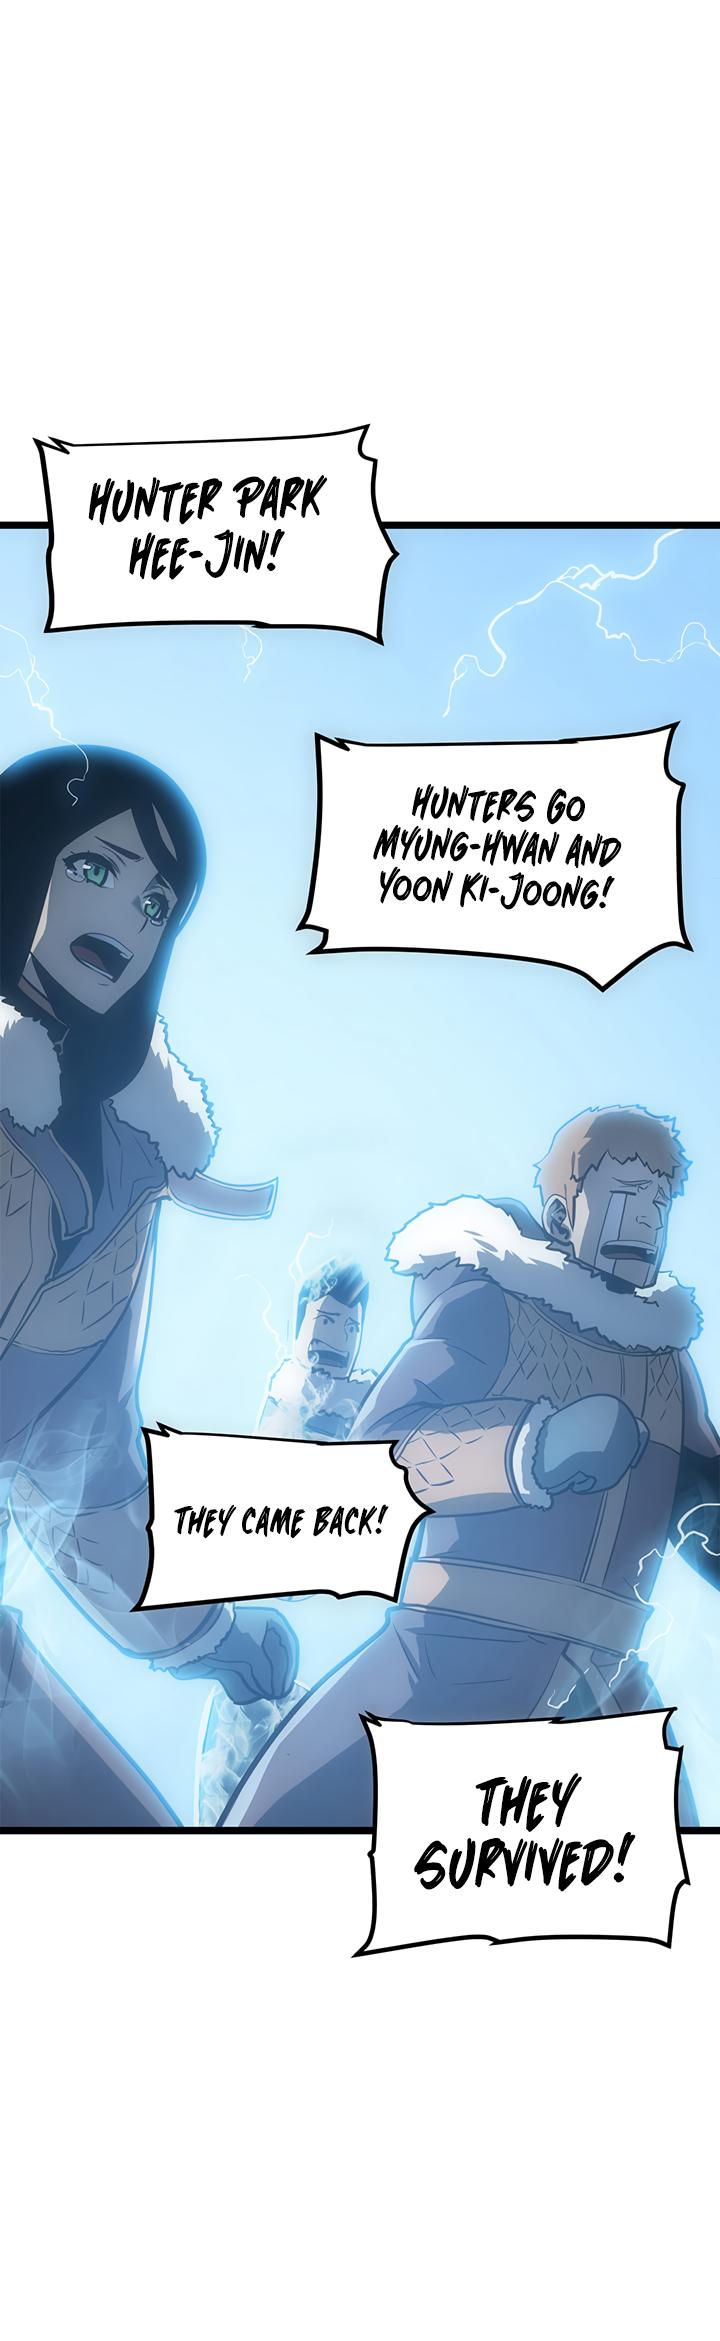 HUNTER PARK
HEE-JIN!
HUNTERS GO
MYUNG-HWAN AND
YOON KI-JOONG!
THEY CAME BACK!
THEY
SURVIVED!